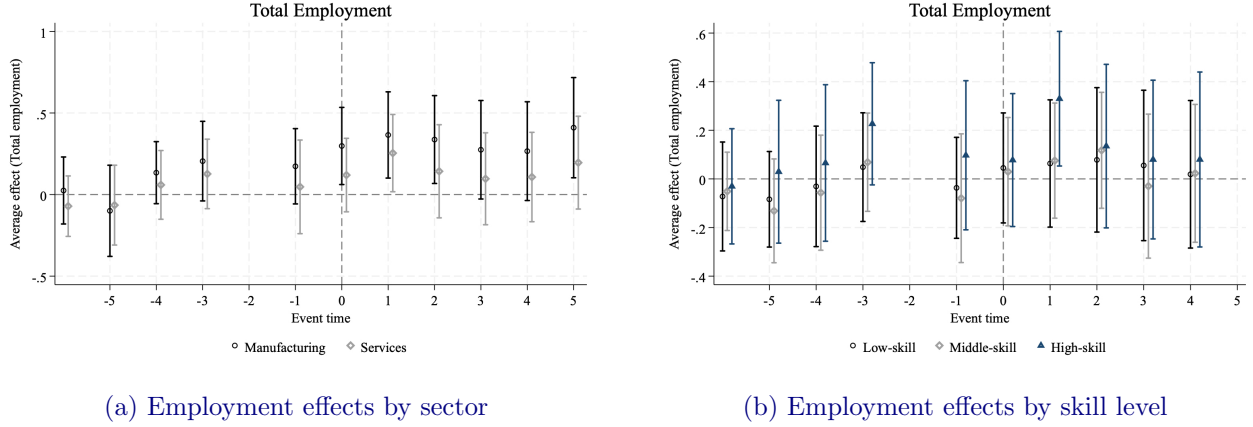 Total Employment
Average effect (Total employment)
1
.5
0
-.5
-5 -4 -3 -2 -1 0 1 2 3 4 5
Event time
Manufacturing Services
(a) Employment effects by sector
Total Employment
Average effect (Total employment)
.6
.4
.2
0
-.2
-.4
-5 -4 -3 -2 -1 0 1 2 3 4 5
Event time
Low-skill Middle-skill High-skill
(b) Employment effects by skill level